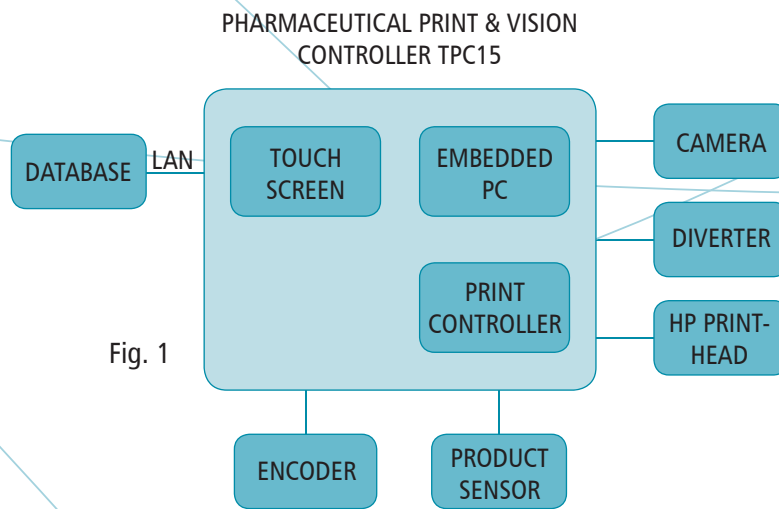 PHARMACEUTICAL PRINT & VISION
CONTROLLER TPC15
DATABASE
LAN
TOUCH
SCREEN
EMBEDDED
PC
PRINT
CONTROLLER
CAMERA
DIVERTER
HP PRINT-
HEAD
Fig. 1
ENCODER
PRODUCT
SENSOR